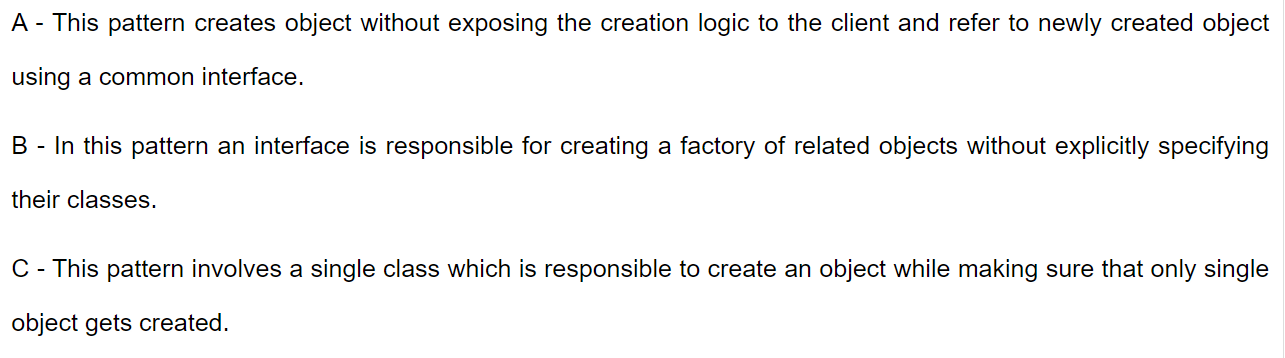 A - This pattern creates object without exposing the creation logic to the client and refer to newly created object
using a common interface.
B - In this pattern an interface is responsible for creating a factory of related objects without explicitly specifying
their classes.
C - This pattern involves a single class which is responsible to create an object while making sure that only single
object gets created.